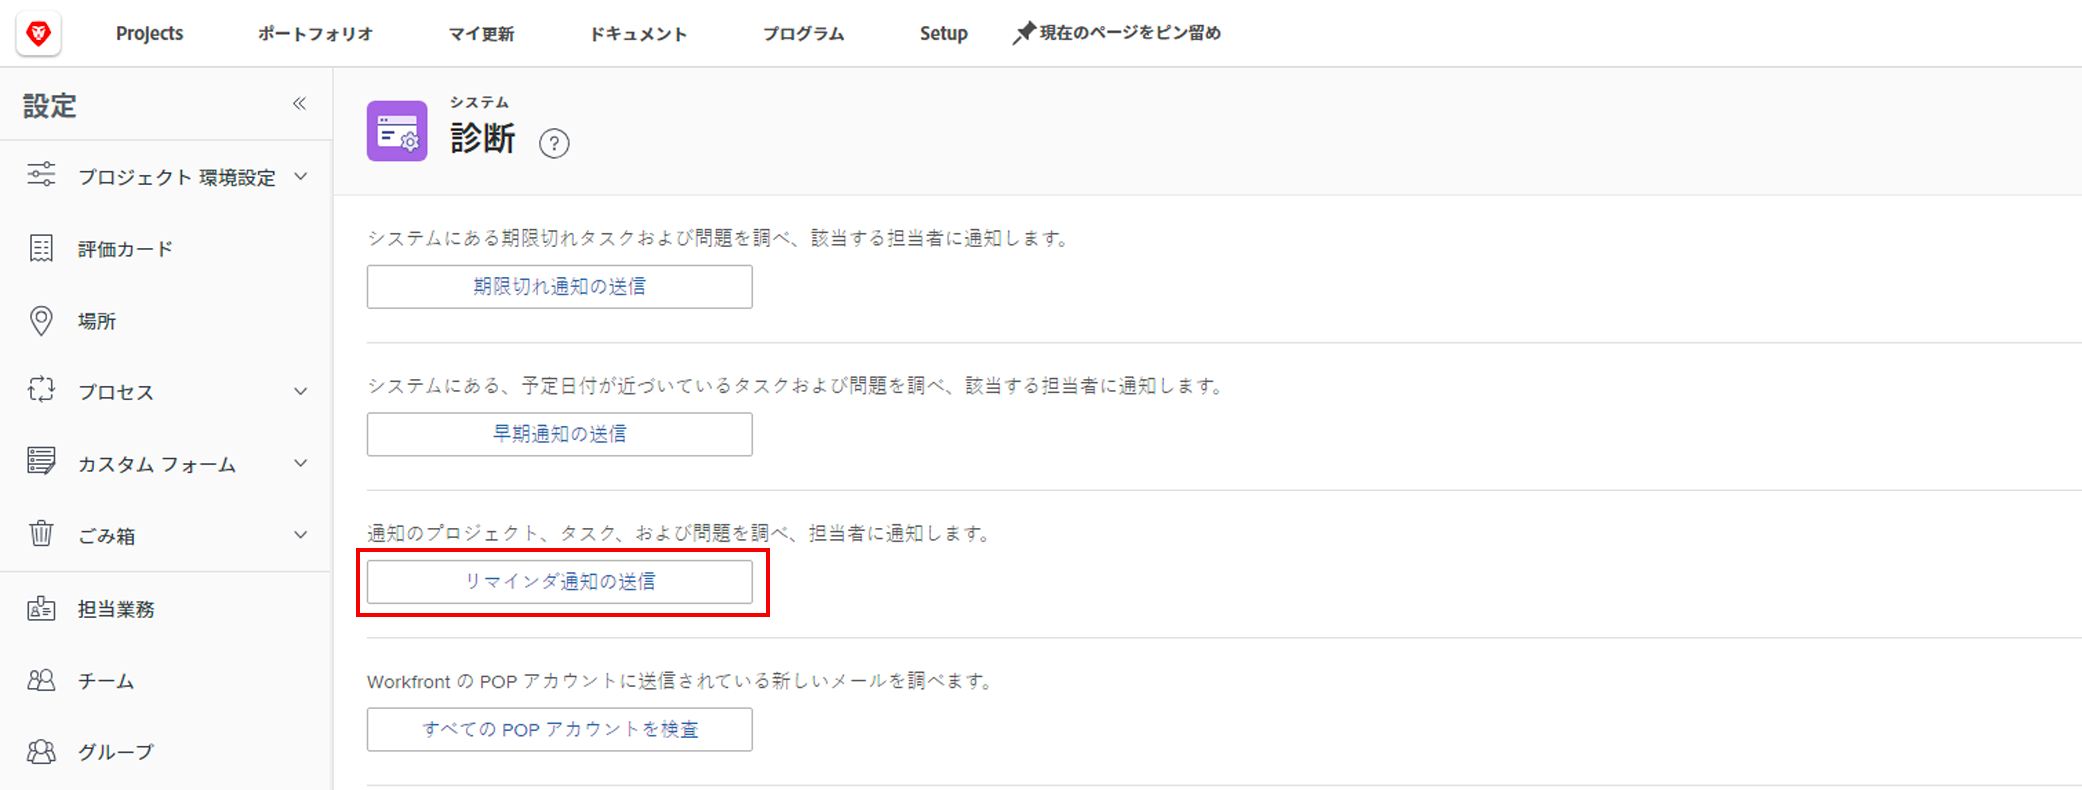 Projects ポートフォリオ マイ更新 ドキュメント プログラム Setup 現在のページをピン留め
設定
プロジェクト 環境設定
評価カード
場所
プロセス
カスタム フォーム
ごみ箱
担当業務
チーム
グループ
システム
診断
?
システムにある期限切れタスクおよび問題を調べ、該当する担当者に通知します。
期限切れ通知の送信
システムにある、予定日付が近づいているタスクおよび問題を調べ、該当する担当者に通知します。
早期通知の送信
通知のプロジェクト、タスク、および問題を調べ、担当者に通知します。
リマインダ通知の送信
Workfront の POP アカウントに送信されている新しいメールを調べます。
すべての POP アカウントを検査